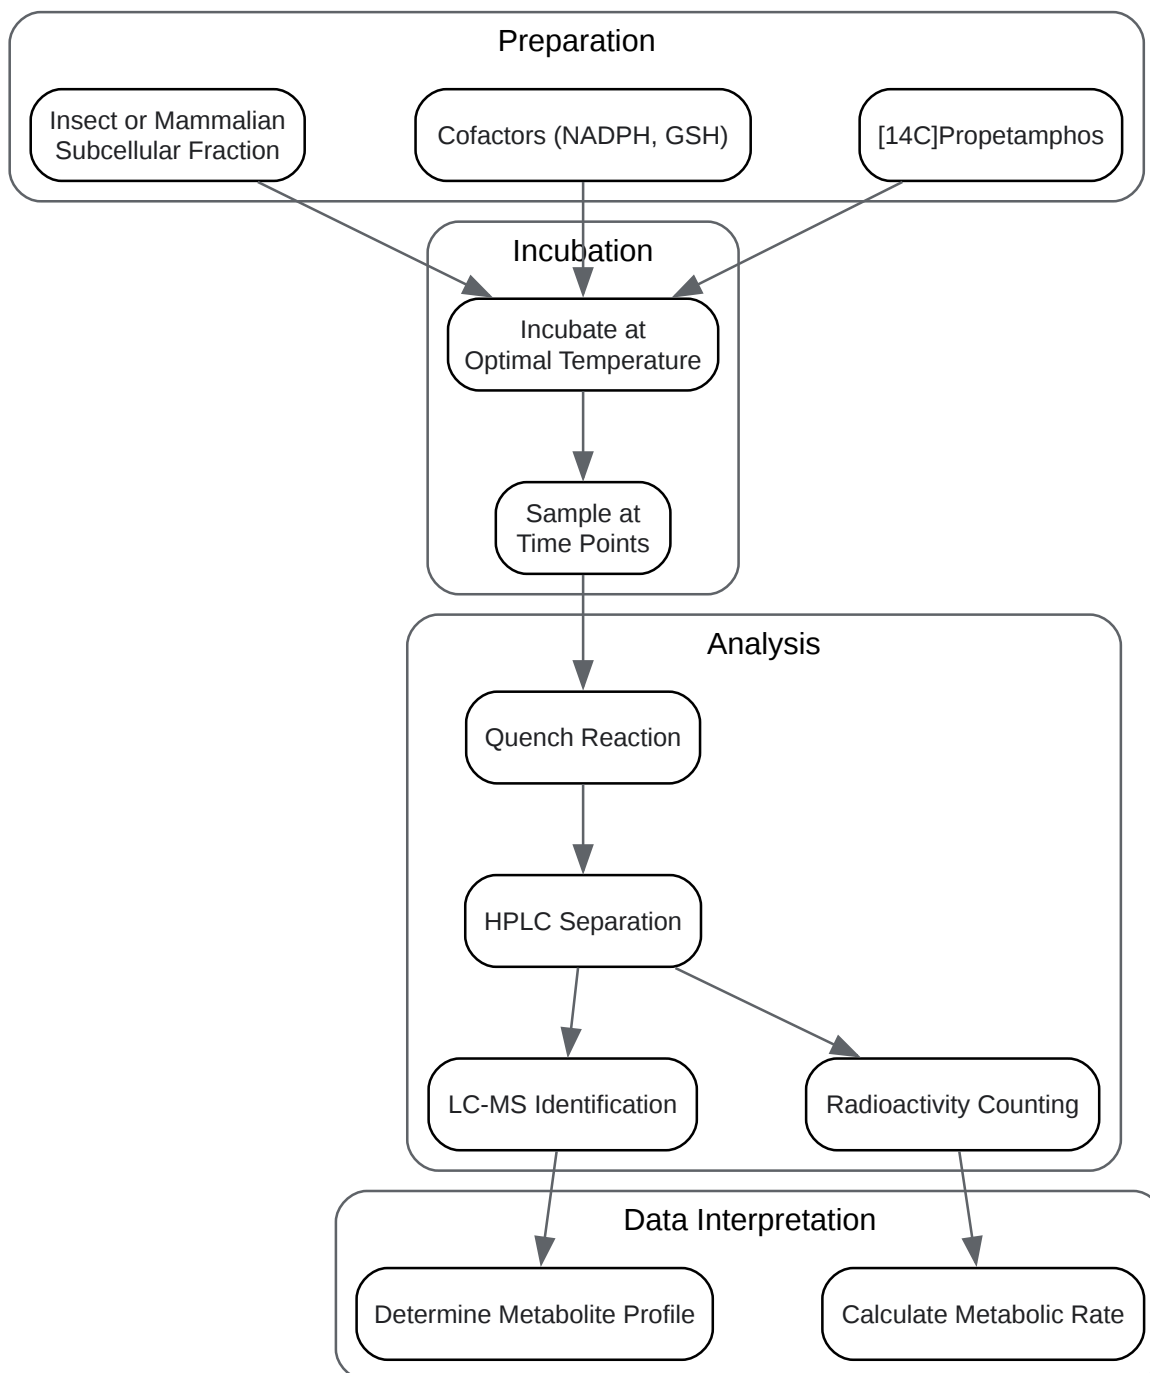 Preparation
Insect or Mammalian
Subcellular Fraction
Cofactors (NADPH, GSH)
[14C]Propetamphos
Incubation
Incubate at
Optimal Temperature
Sample at
Time Points
Analysis
Quench Reaction
HPLC Separation
LC-MS Identification
Radioactivity Counting
Data Interpretation
Determine Metabolite Profile
Calculate Metabolic Rate